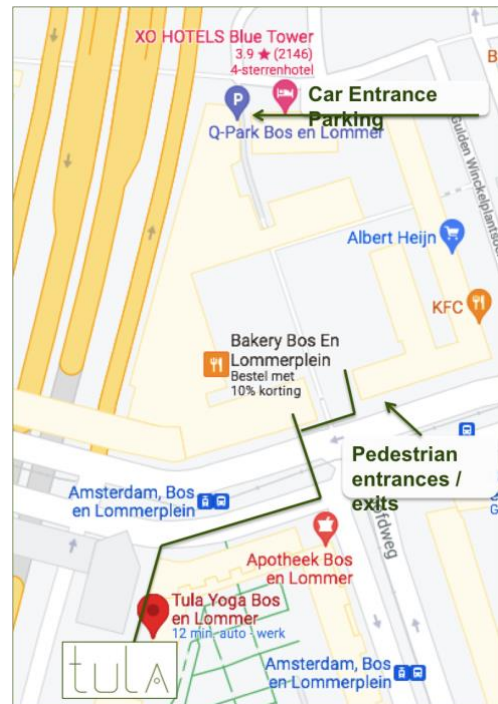 XO HOTELS Blue Tower
3.9 ★ (2146)
4-sterrenhotel
B
P
Car Entrance
Parking
Q-Park Bos en Lommer
Gulden Winckelplantsoen
Albert Heijn
KFC
Bakery Bos En
Lommerplein
Bestel met
10% korting
Pedestrian
entrances /
exits
Amsterdam, Bos
en Lommerplein
G
ofdweg
Apotheek Bos
en Lommer
Tula Yoga Bos
en Lommer
12 min. auto - werk
tulA
Amsterdam, Bos
en Lommerplein